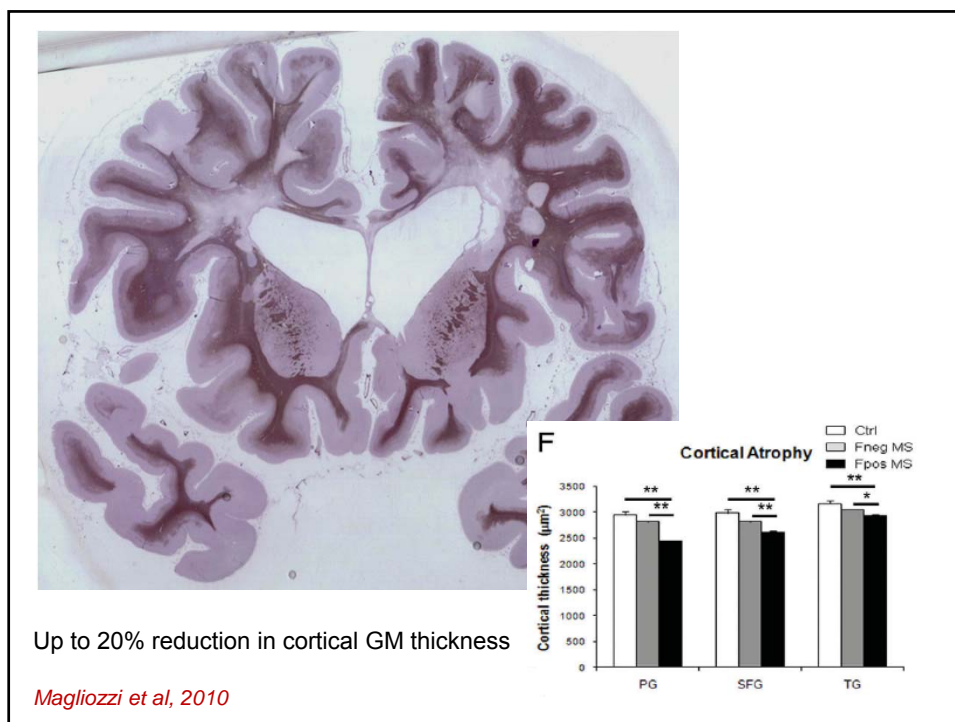 F
Cortical Atrophy
Ctrl
Fneg MS
Fpos MS
Cortical thickness (µm²)
3500
3000
2500
2000
1500
1000
500
0
**
**
**
**
**
*
PG
SFG
TG
Up to 20% reduction in cortical GM thickness
Magliozzi et al, 2010